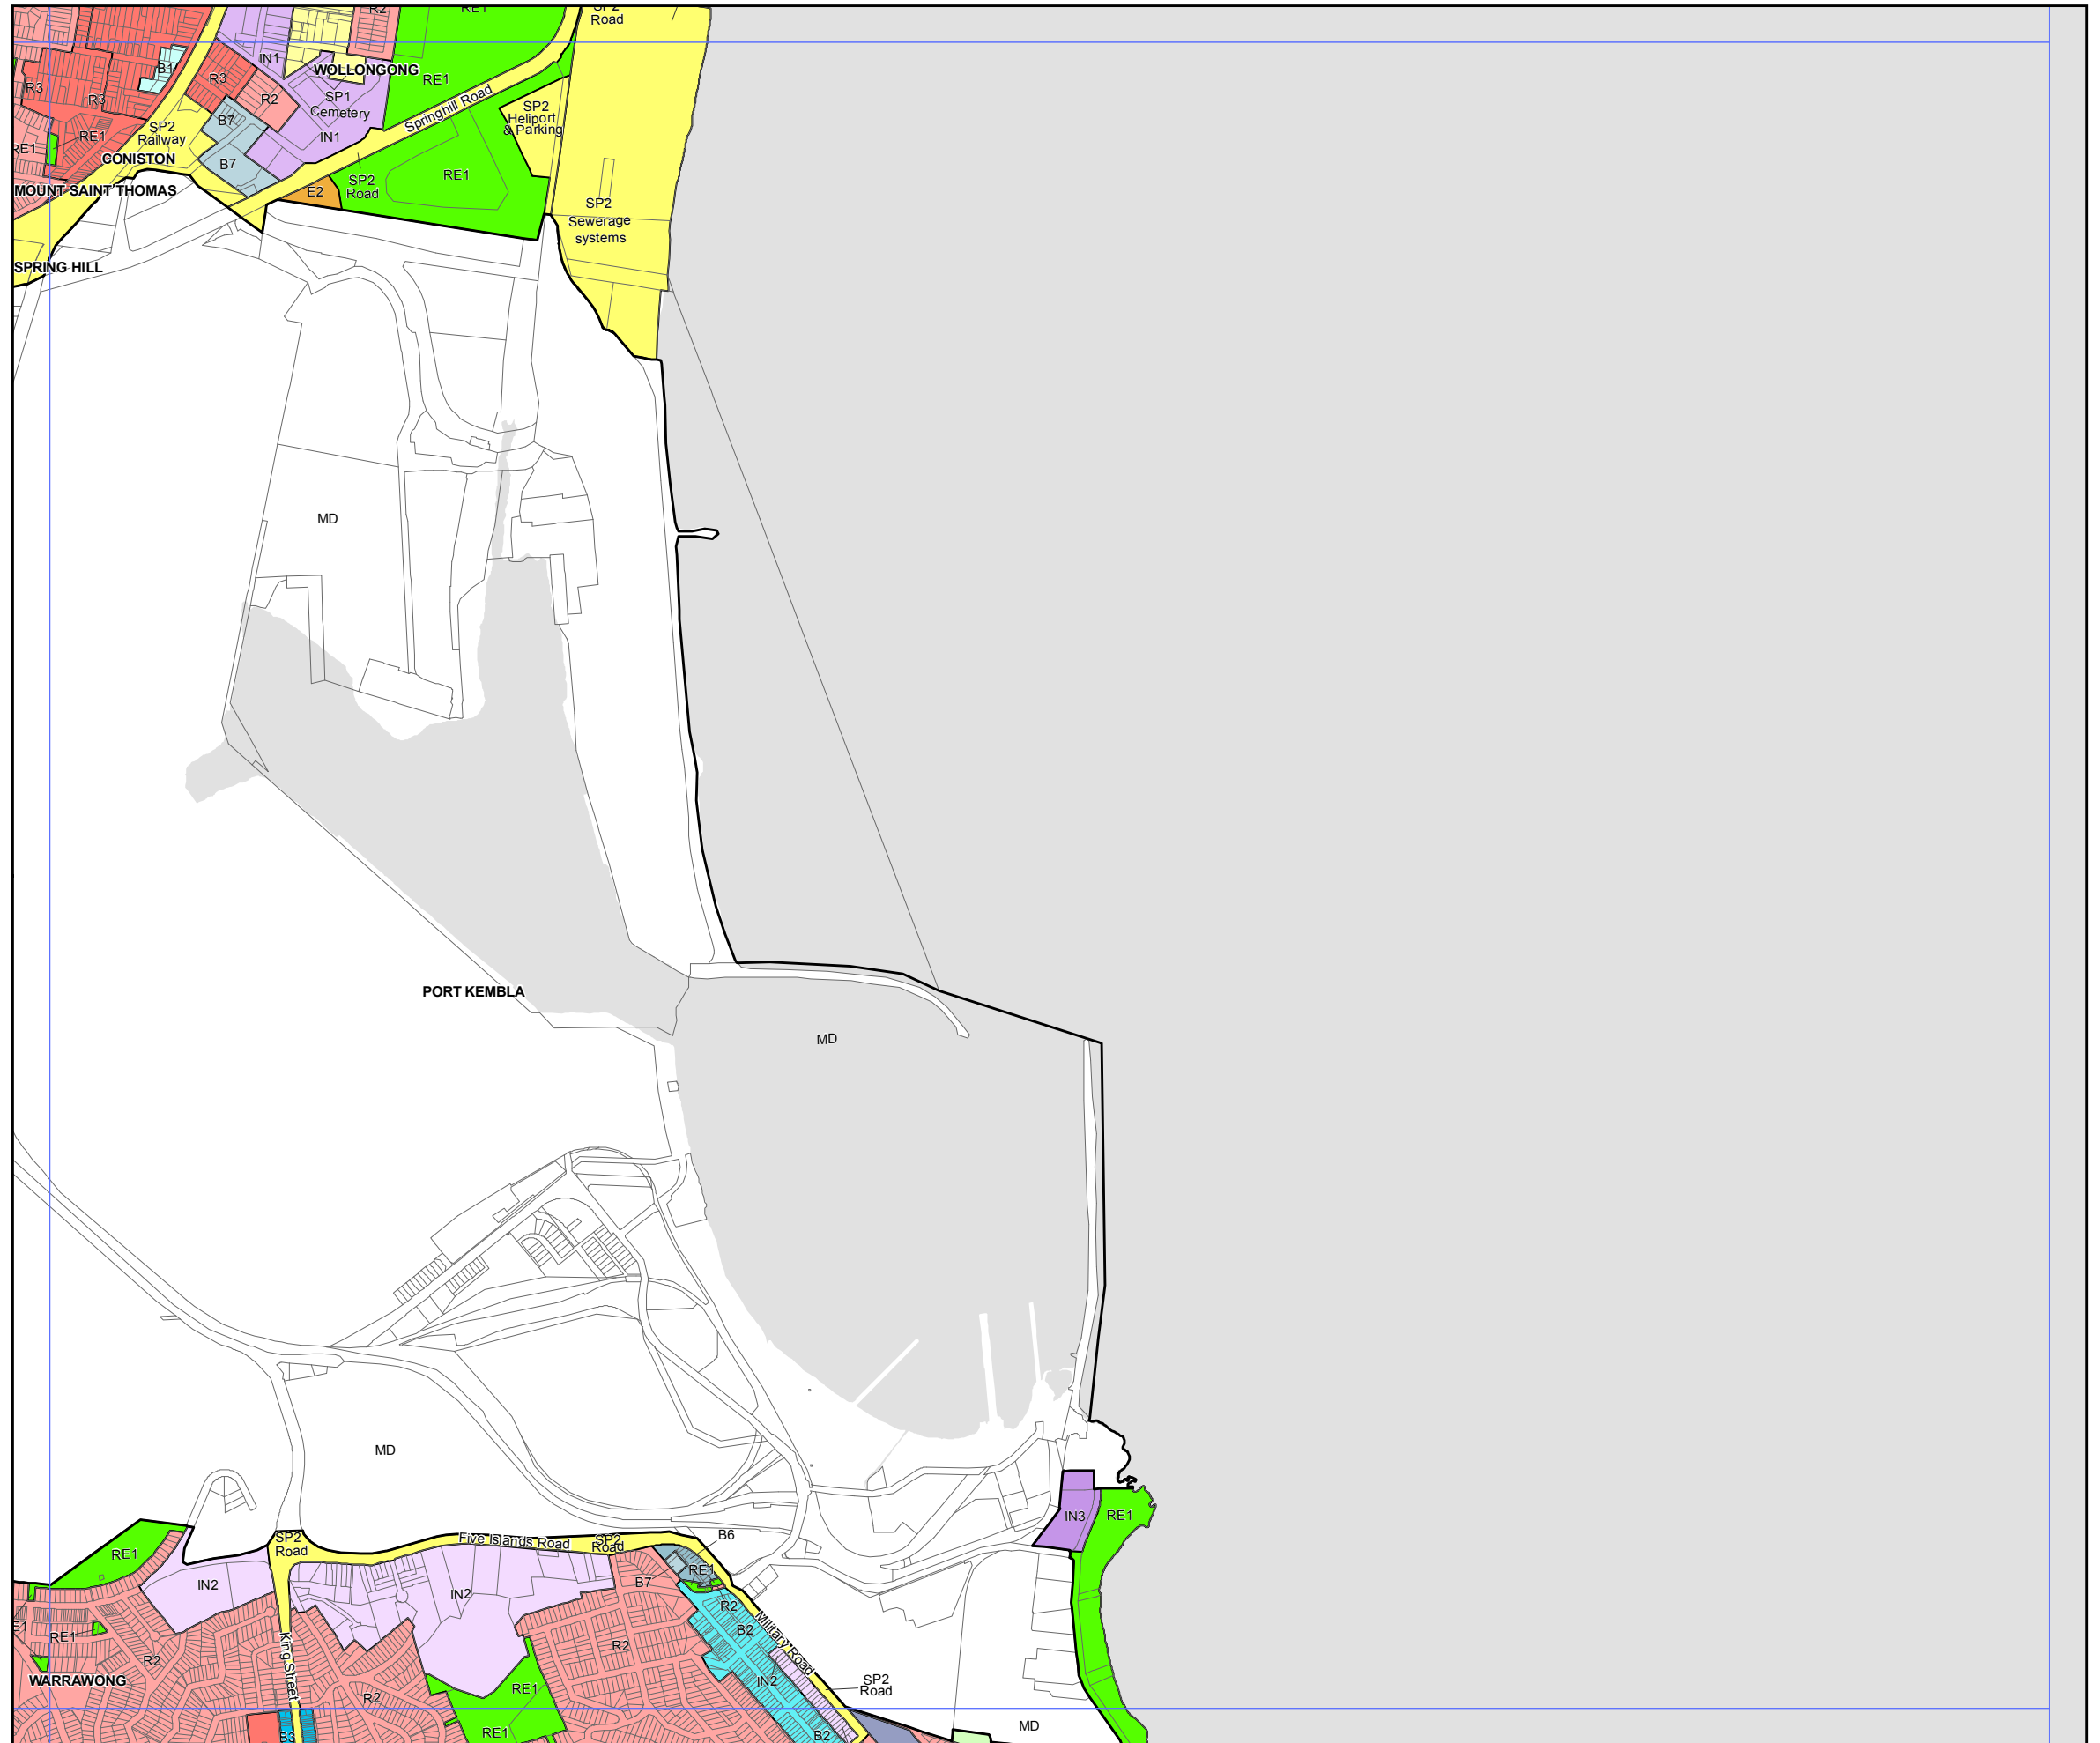 R2
RE1
SP2
Road
B1
IN1
WOLLONGONG
R3
RE1
R3
R3
R2
SP1
Cemetery
SP2
Heliport
& Parking
Springhill Road
B7
SP2
Railway
RE1
IN1
RE1
CONISTON
B7
RE1
SP2
Road
MOUNT SAINT THOMAS
E2
SP2
Sewerage
systems
SPRING HILL
MD
PORT KEMBLA
MD
MD
IN3
RE1
SP2
Road
Five Islands Road
SP2
Road
B6
RE1
RE1
IN2
IN2
B7
R2
RE1
R2
King Street
R2
B2
Military Road
WARRAWONG
IN2
SP2
Road
R2
RE1
RE1
B3
B2
MD